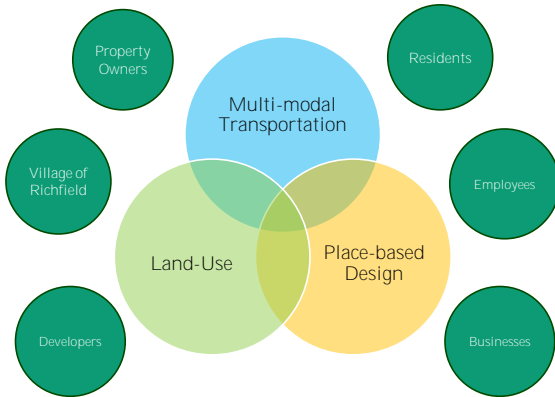 Property
Owners
Residents
Multi-modal
Transportation
Village of
Richfield
Employees
Land-Use
Place-based
Design
Developers
Businesses